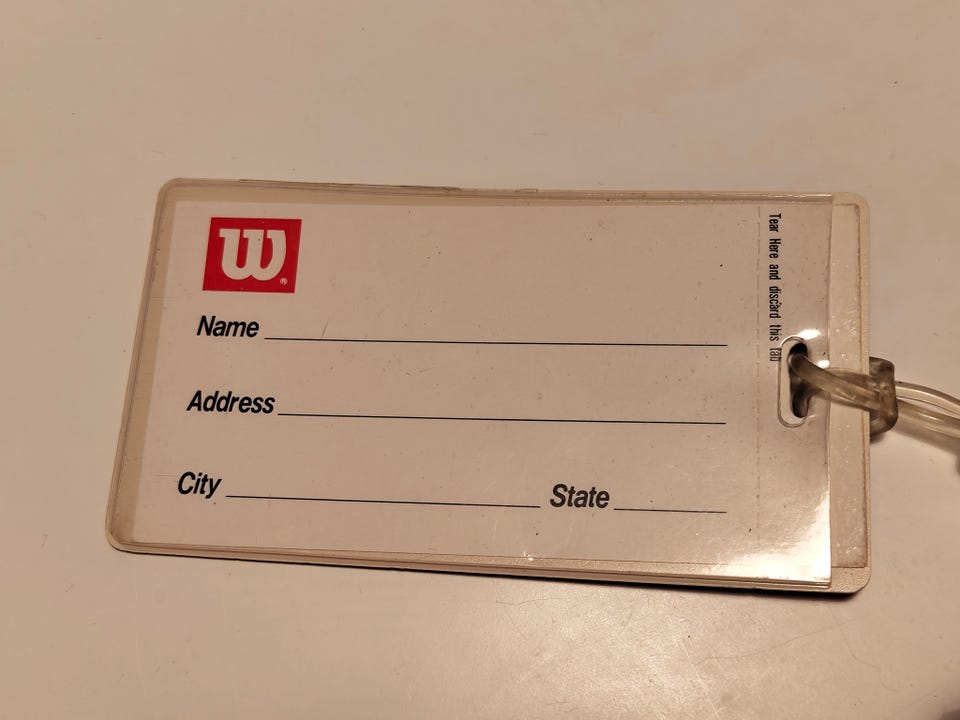 W®
Name
Address
City State
Tear Here and discard this tab